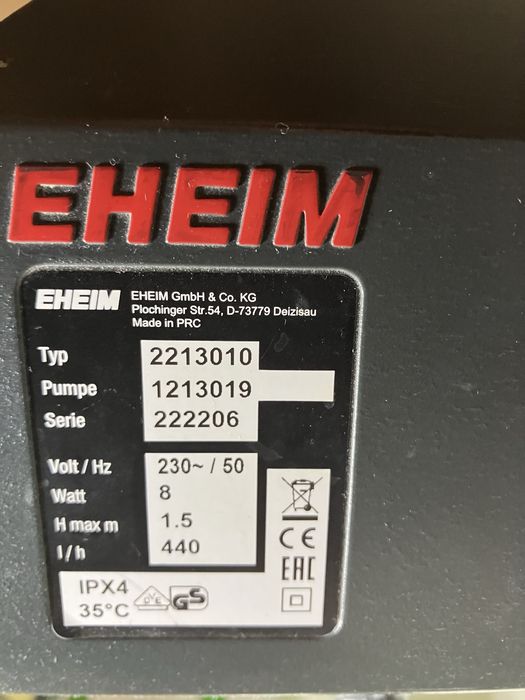 EHEIM
EHEIM EHEIM GmbH & Co. KG
Plochinger Str.54, D-73779 Deizisau
Made in PRC
Typ 2213010
Pumpe 1213019
Serie 222206
Volt / Hz 230~ / 50
Watt 8
H max m 1.5
l / h 440
IPX4
35°C
DVE GS
CE
EAC